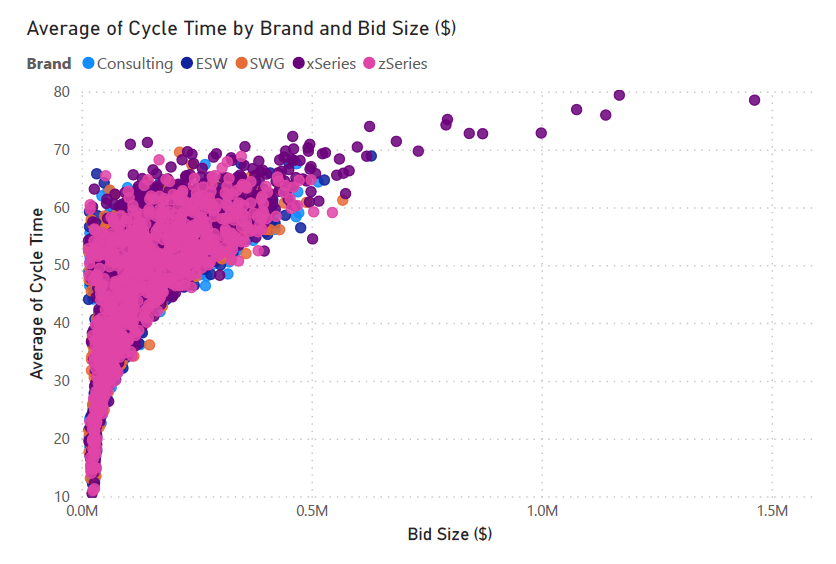 Average of Cycle Time by Brand and Bid Size ($)
Brand Consulting ESW SWG xSeries zSeries
80
70
60
50
40
30
20
10
Average of Cycle Time
0.0M 0.5M 1.0M 1.5M
Bid Size ($)